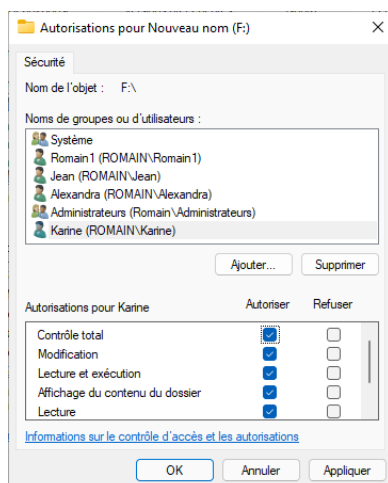 Autorisations pour Nouveau nom (F:)
Sécurité
Nom de l'objet : F:\
Noms de groupes ou d'utilisateurs :
Système
Romain1 (ROMAIN\Romain1)
Jean (ROMAIN\Jean)
Alexandra (ROMAIN\Alexandra)
Administrateurs (Romain\Administrateurs)
Karine (ROMAIN\Karine)
Ajouter... Supprimer
Autorisations pour Karine Autoriser Refuser
Contrôle total
Modification
Lecture et exécution
Affichage du contenu du dossier
Lecture
Informations sur le contrôle d'accès et les autorisations
OK Annuler Appliquer